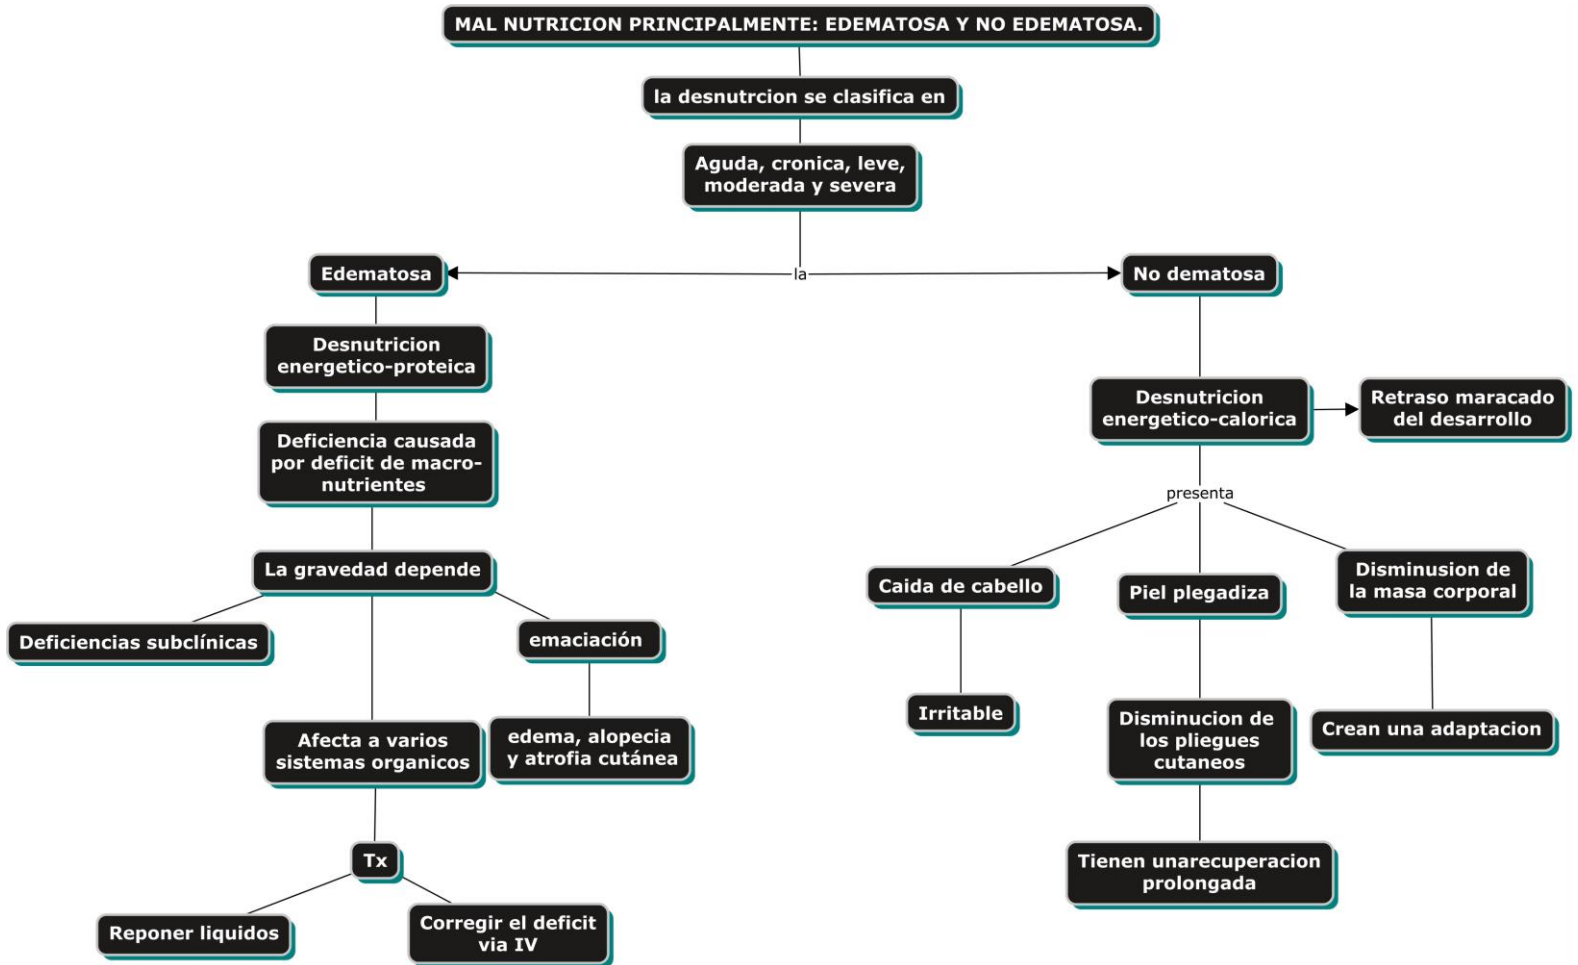 MAL NUTRICION PRINCIPALMENTE: EDEMATOSA Y NO EDEMATOSA.
la desnutrcion se clasifica en
Aguda, cronica, leve,
moderada y severa
la
Edematosa
Desnutricion
energetico-proteica
Deficiencia causada
por deficit de macro-
nutrientes
La gravedad depende
Deficiencias subclínicas
emaciación
edema, alopecia
y atrofia cutánea
Afecta a varios
sistemas organicos
Tx
Reponer liquidos
Corregir el deficit
via IV
No dematosa
Desnutricion
energetico-calorica
Retraso maracado
del desarrollo
presenta
Caida de cabello
Irritable
Piel plegadiza
Disminucion de
los pliegues
cutaneos
Tienen unarecuperacion
prolongada
Disminusion de
la masa corporal
Crean una adaptacion